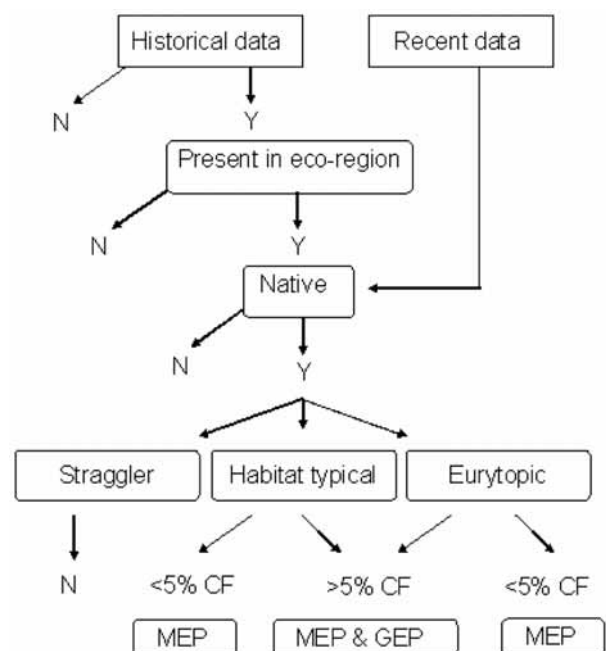 Historical data
Recent data
N
Y
Present in eco-region
N
Y
Native
N
Y
Straggler
Habitat typical
Eurytopic
N
<5% CF
>5% CF
<5% CF
MEP
MEP & GEP
MEP